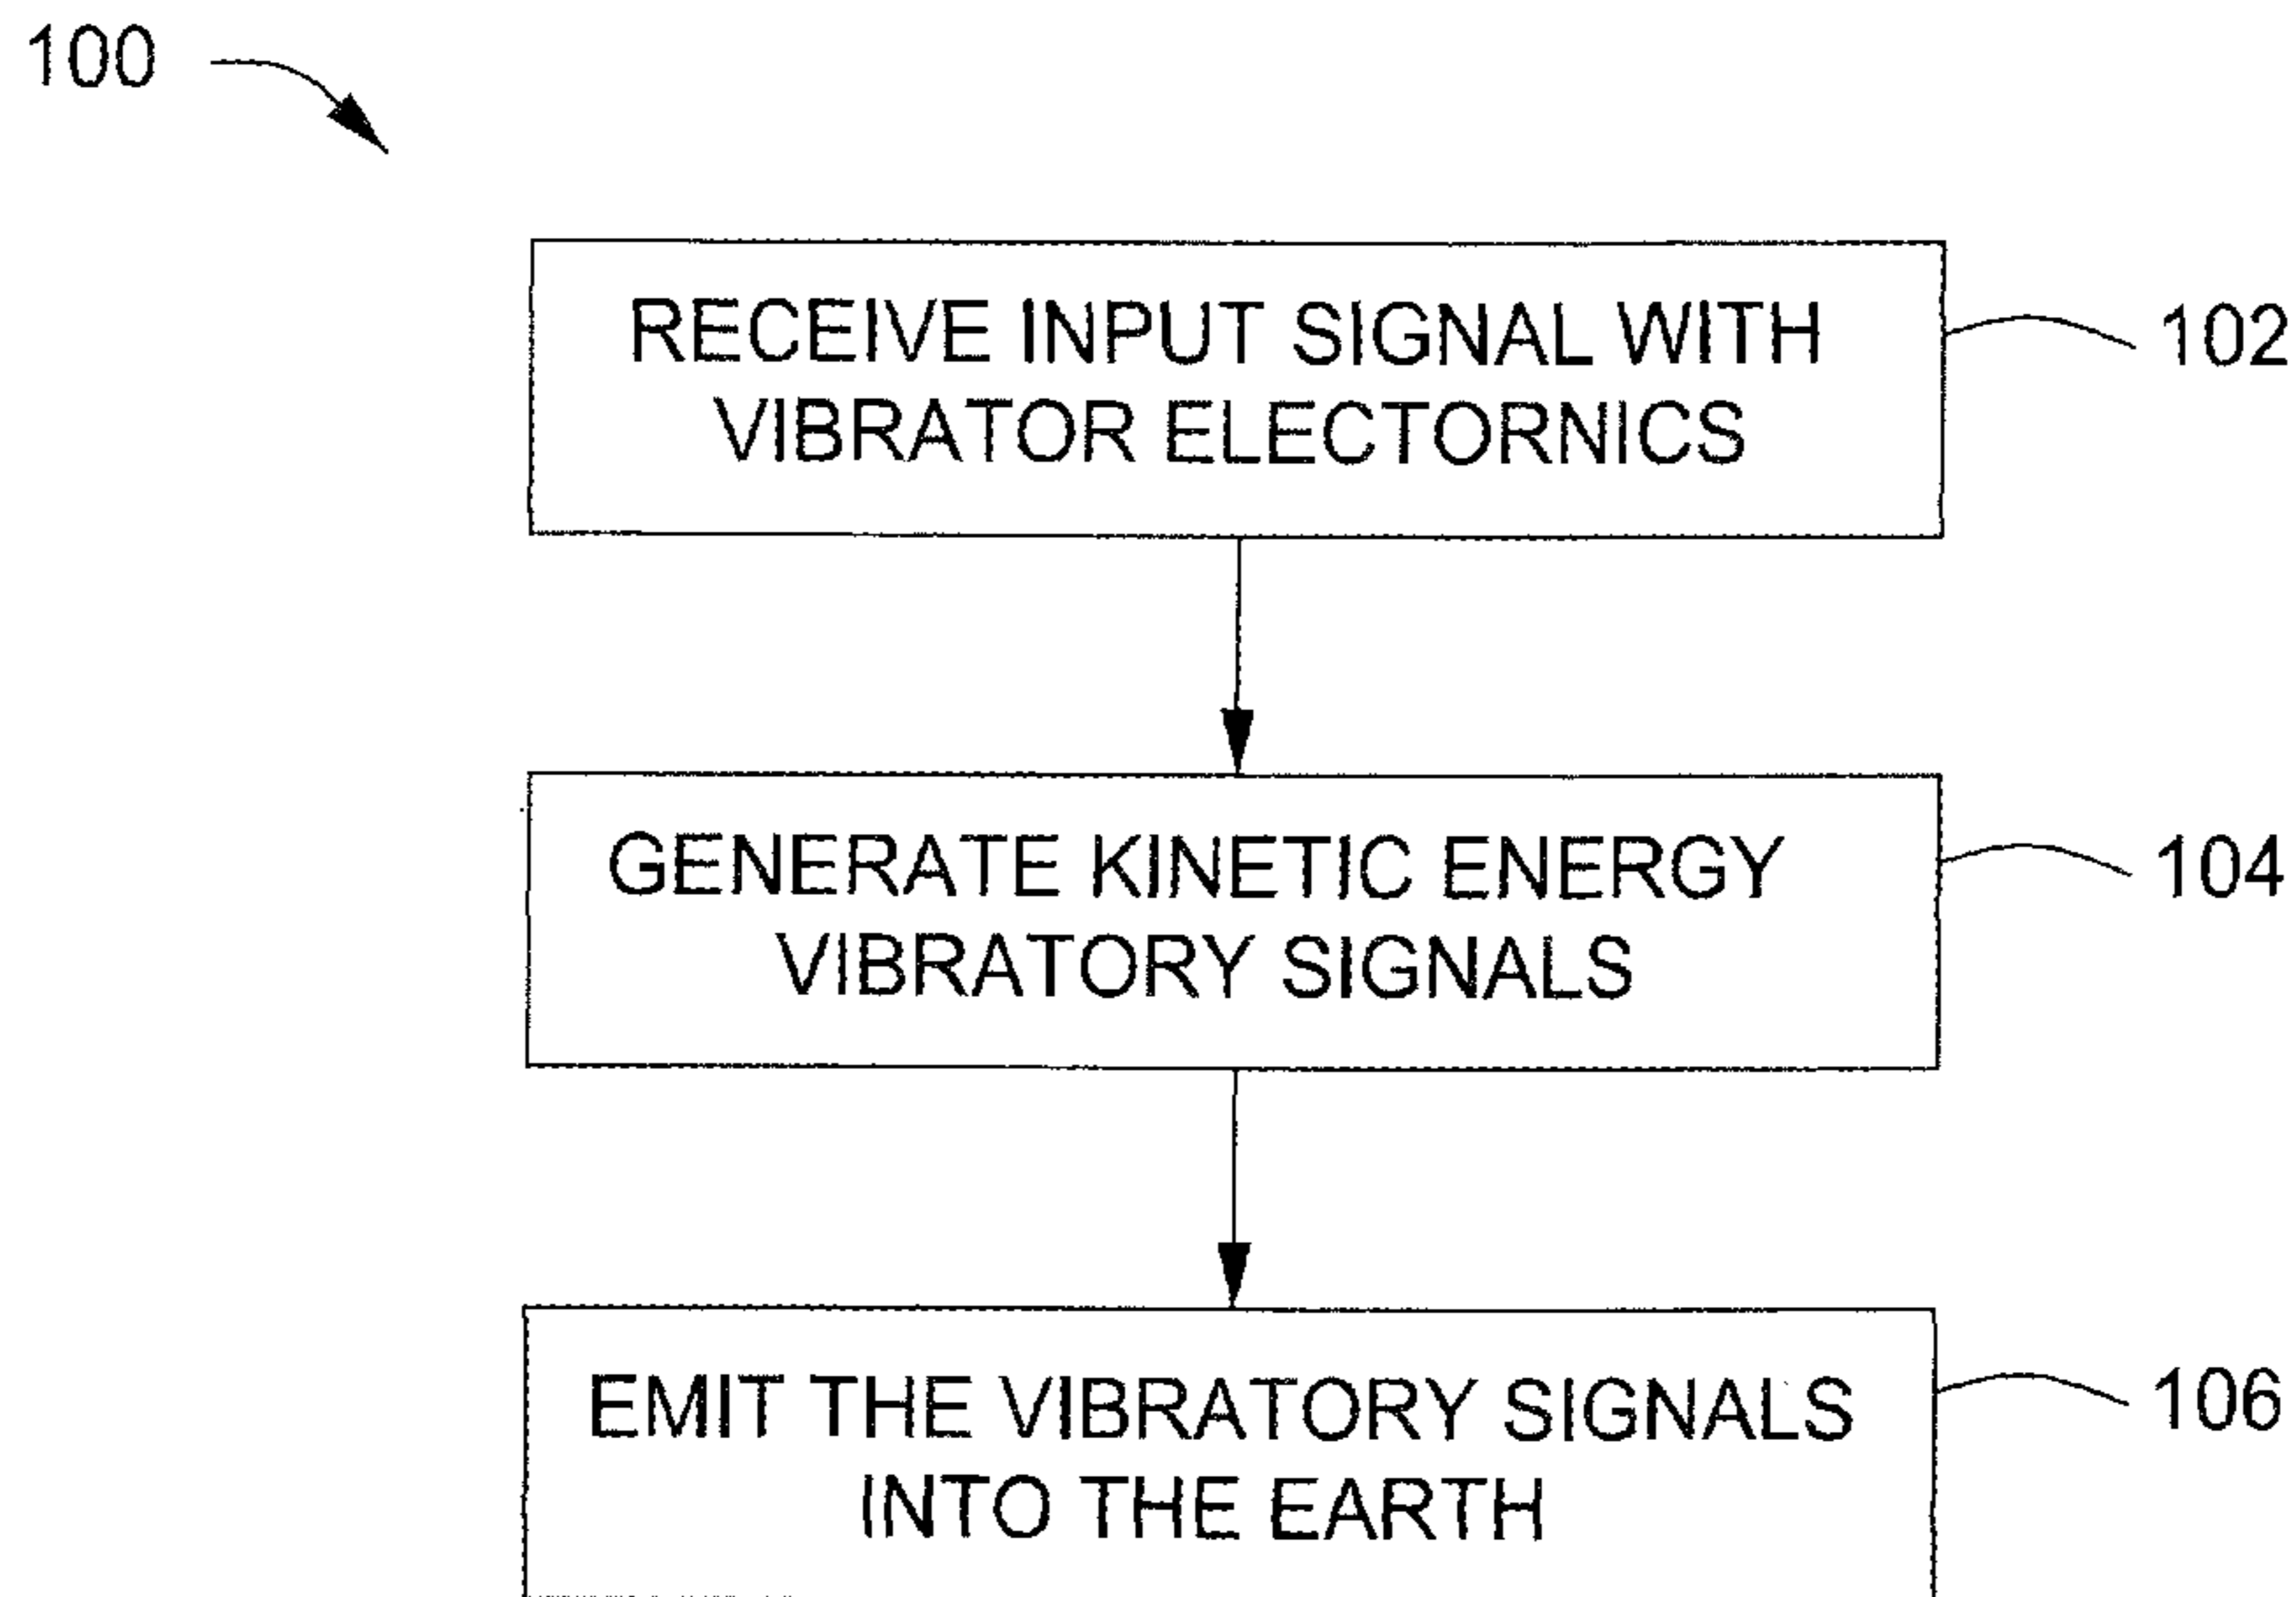 100
RECEIVE INPUT SIGNAL WITH
VIBRATOR ELECTORNICS
102
GENERATE KINETIC ENERGY
VIBRATORY SIGNALS
104
EMIT THE VIBRATORY SIGNALS
INTO THE EARTH
106